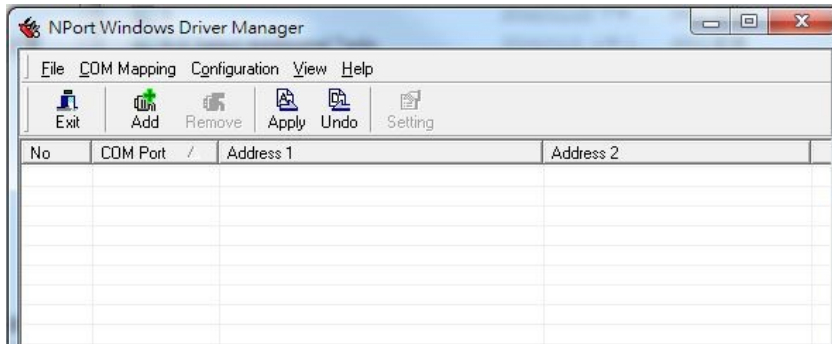 NPort Windows Driver Manager
File COM Mapping Configuration View Help
Exit Add Remove Apply Undo Setting
No COM Port Address 1 Address 2